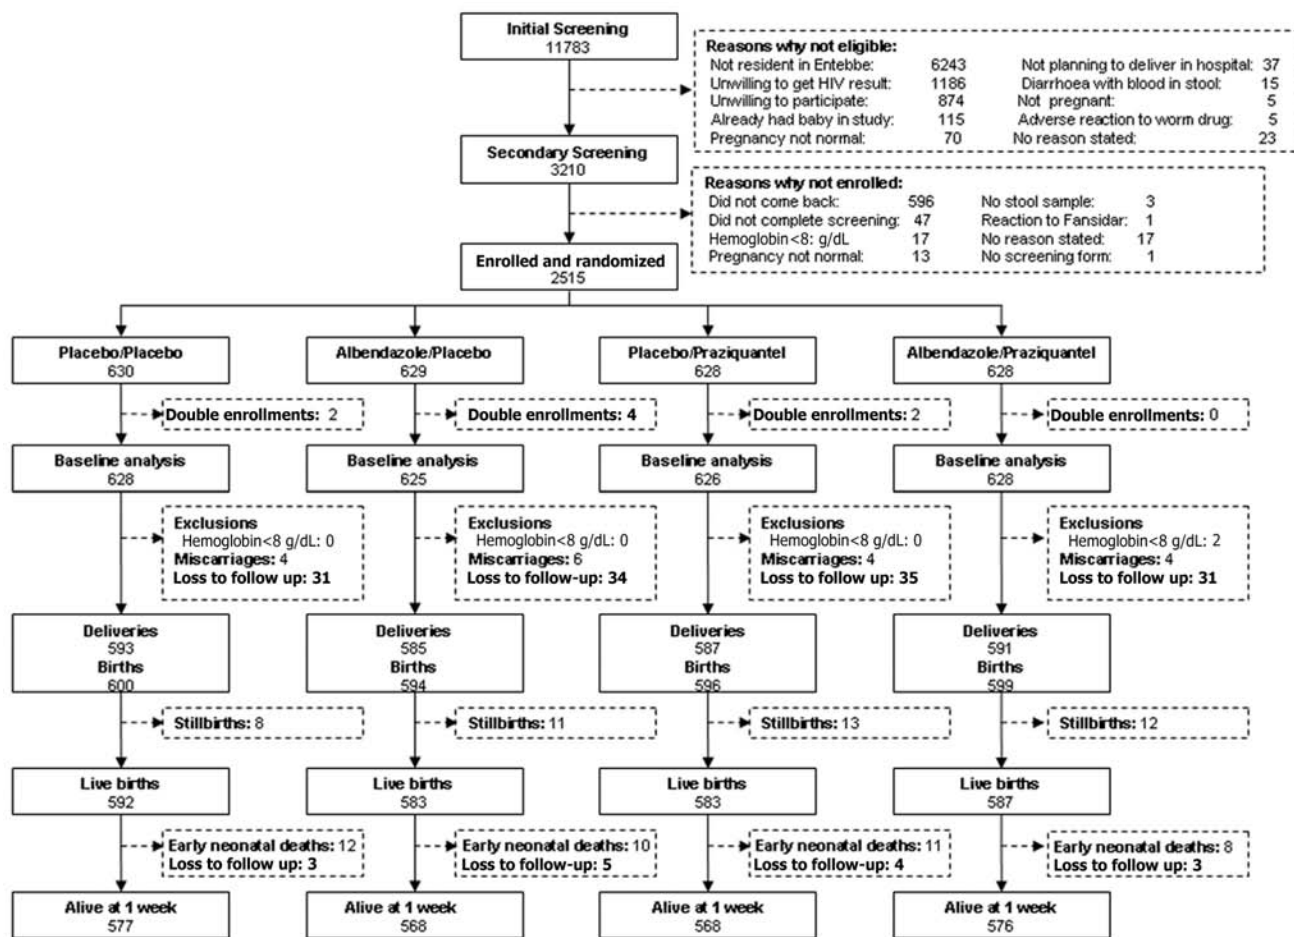 Initial Screening
11783
Reasons why not eligible:
Not resident in Entebbe: 6243 Not planning to deliver in hospital: 37
Unwilling to get HIV result: 1186 Diarrhoea with blood in stool: 15
Unwilling to participate: 874 Not pregnant: 5
Already had baby in study: 115 Adverse reaction to worm drug: 5
Pregnancy not normal: 70 No reason stated: 23
Secondary Screening
3210
Reasons why not enrolled:
Did not come back: 596 No stool sample: 3
Did not complete screening: 47 Reaction to Fansidar: 1
Hemoglobin<8: g/dL 17 No reason stated: 17
Pregnancy not normal: 13 No screening form: 1
Enrolled and randomized
2515
Placebo/Placebo
630
Albendazole/Placebo
629
Placebo/Praziquantel
628
Albendazole/Praziquantel
628
Double enrollments: 2
Double enrollments: 4
Double enrollments: 2
Double enrollments: 0
Baseline analysis
628
Baseline analysis
625
Baseline analysis
626
Baseline analysis
628
Exclusions
Hemoglobin<8 g/dL: 0
Miscarriages: 4
Loss to follow up: 31
Exclusions
Hemoglobin<8 g/dL: 0
Miscarriages: 6
Loss to follow-up: 34
Exclusions
Hemoglobin<8 g/dL: 0
Miscarriages: 4
Loss to follow up: 35
Exclusions
Hemoglobin<8 g/dL: 2
Miscarriages: 4
Loss to follow up: 31
Deliveries
593
Births
600
Deliveries
585
Births
594
Deliveries
587
Births
596
Deliveries
591
Births
599
Stillbirths: 8
Stillbirths: 11
Stillbirths: 13
Stillbirths: 12
Live births
592
Live births
583
Live births
583
Live births
587
Early neonatal deaths: 12
Loss to follow up: 3
Early neonatal deaths: 10
Loss to follow-up: 5
Early neonatal deaths: 11
Loss to follow-up: 4
Early neonatal deaths: 8
Loss to follow up: 3
Alive at 1 week
577
Alive at 1 week
568
Alive at 1 week
568
Alive at 1 week
576